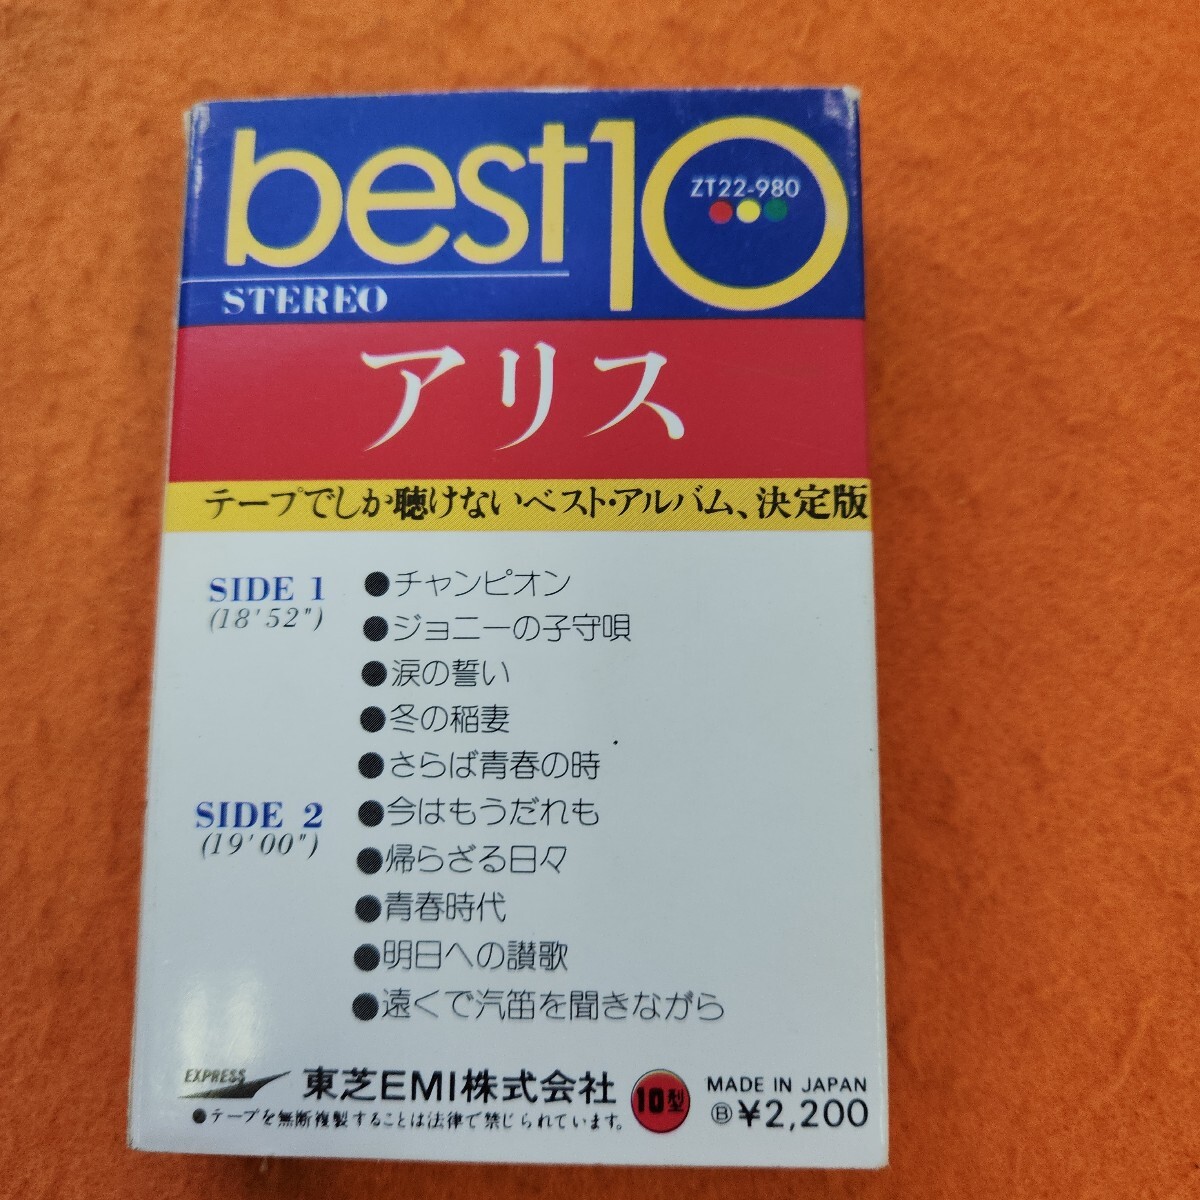 best10
ZT22-980
STEREO
アリス
テープでしか聴けないベスト・アルバム、決定版
SIDE 1
(18'52")
●チャンピオン
●ジョニーの子守唄
●涙の誓い
●冬の稲妻
●さらば青春の時
SIDE 2
(19'00")
●今はもうだれも
●帰らざる日々
●青春時代
●明日への讃歌
●遠くで汽笛を聞きながら
EXPRESS 東芝EMI株式会社 10型 MADE IN JAPAN
●テープを無断複製することは法律で禁じられています。 Ⓑ¥2,200